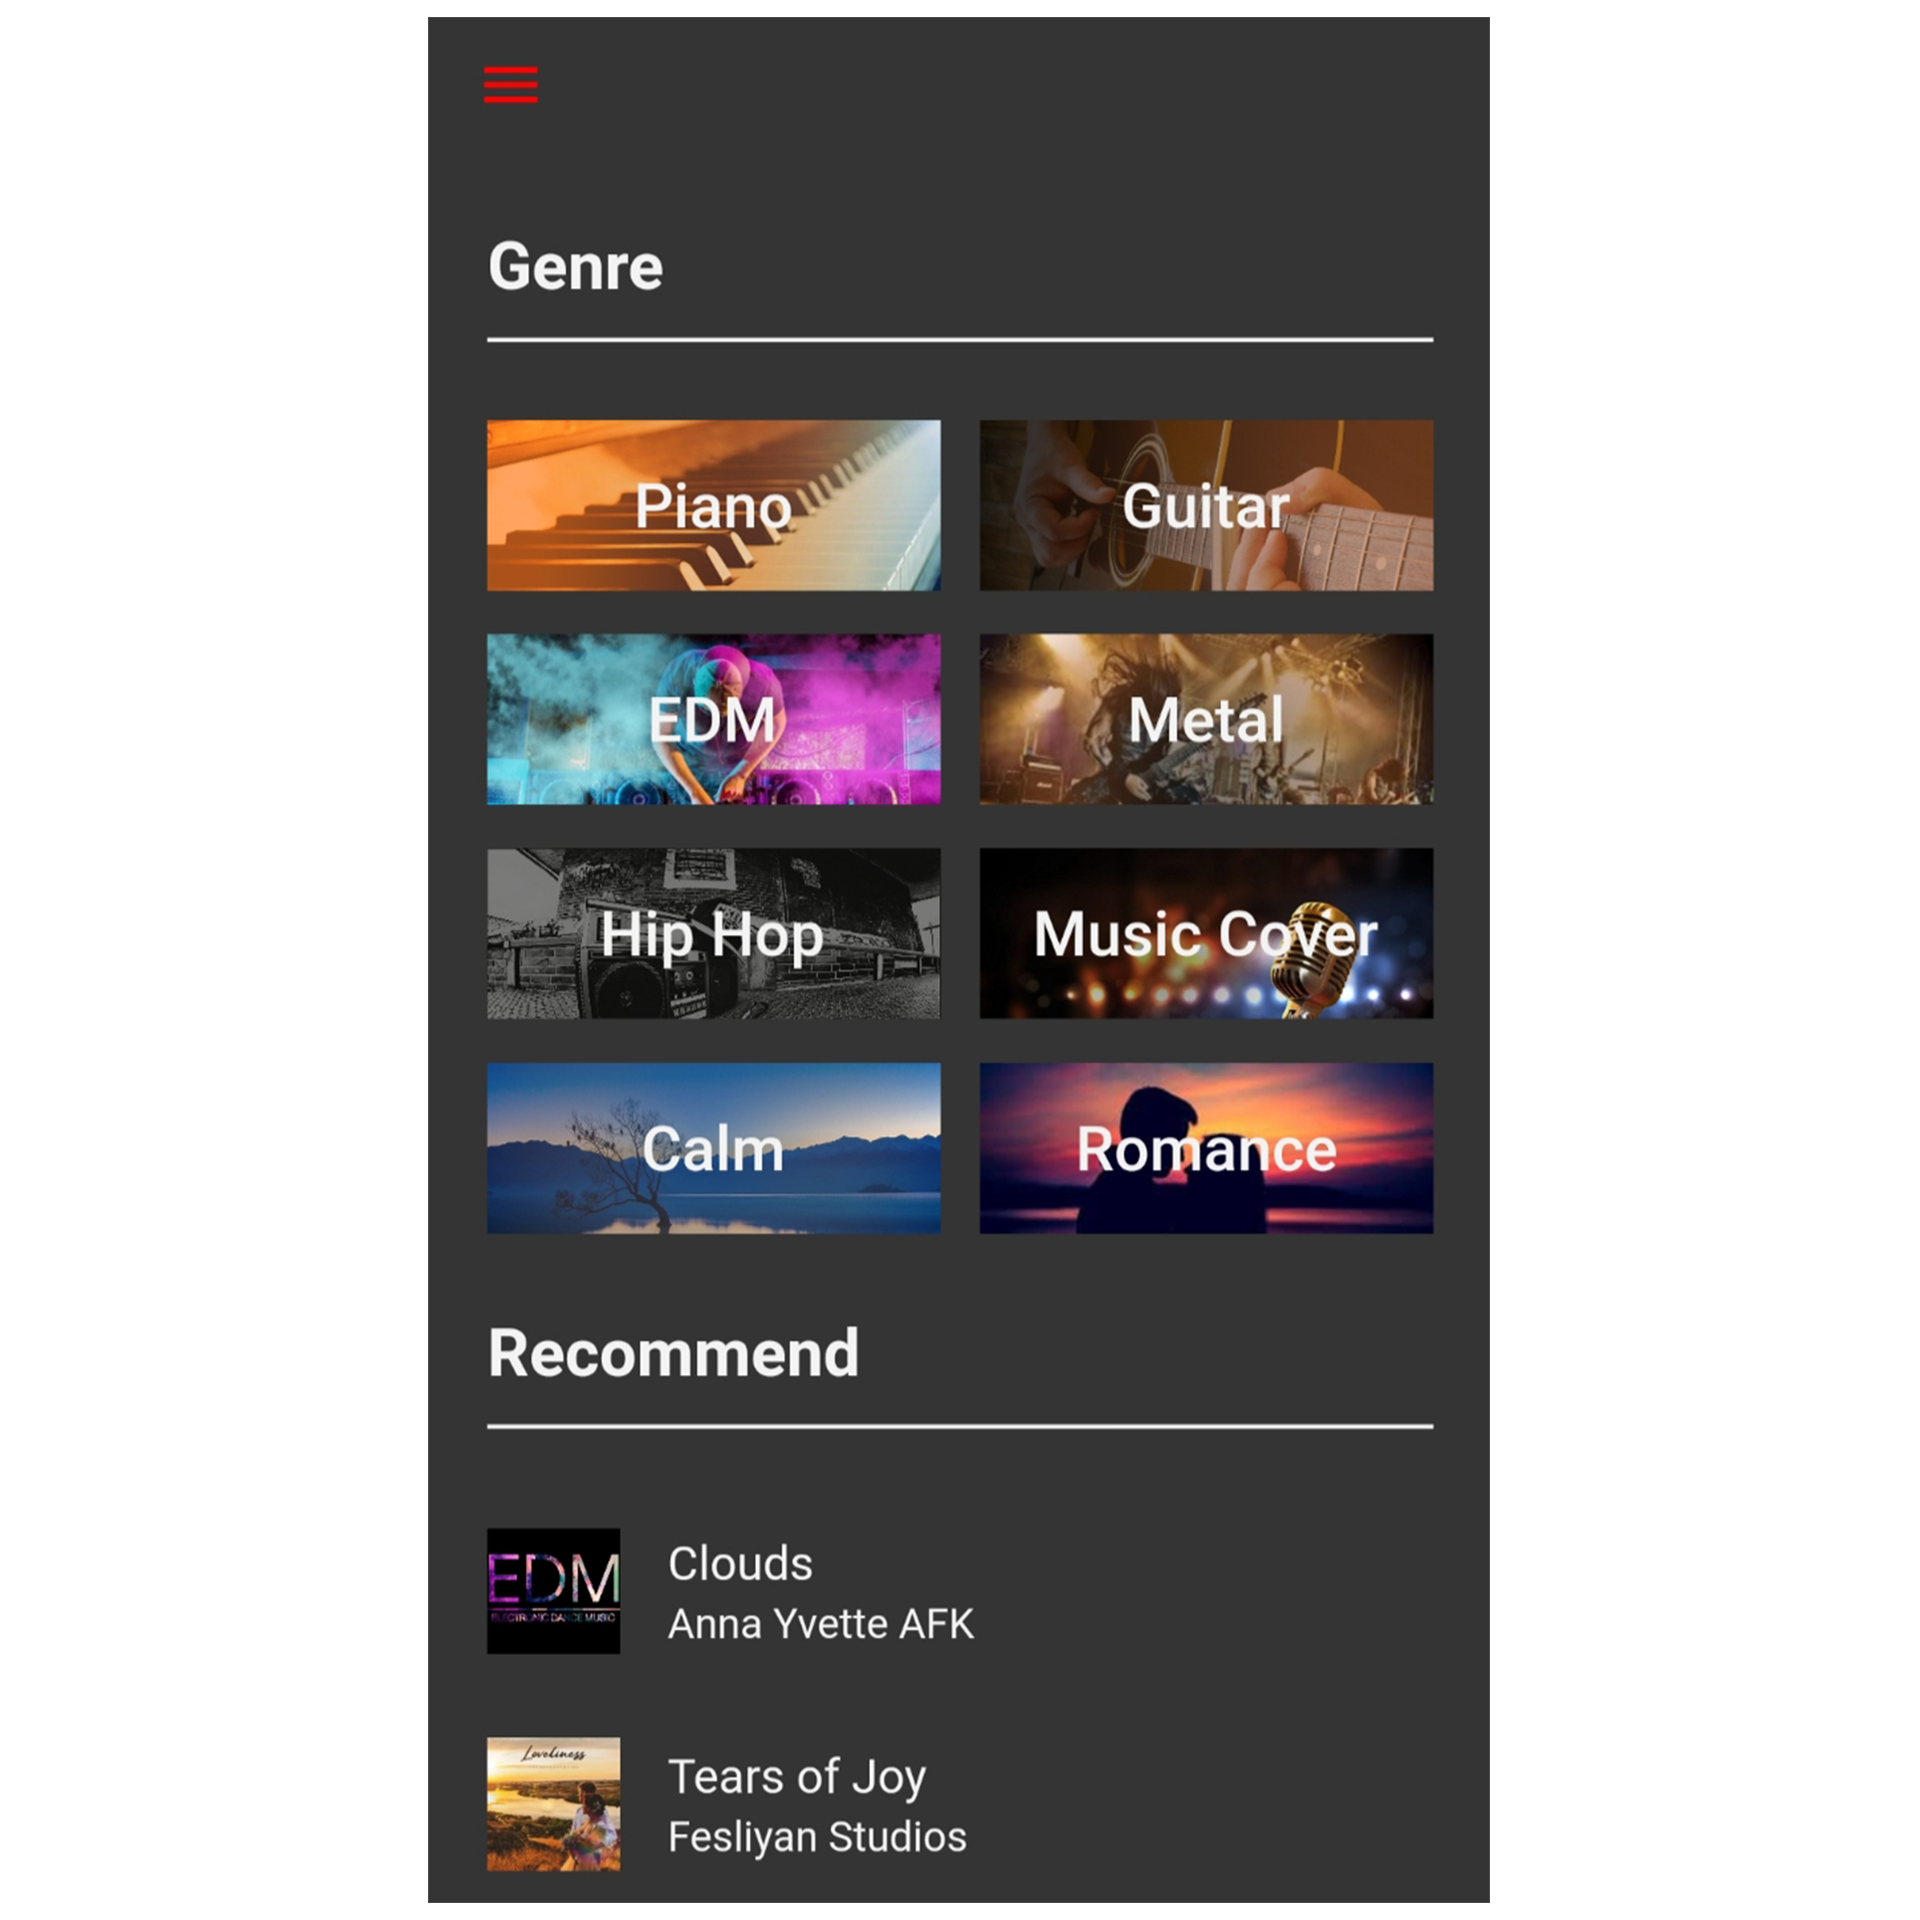 Genre
Piano
Guitar
EDM
Metal
Hip Hop
Music Cover
Calm
Romance
Recommend
EDM
ELECTRONIC DANCE MUSIC
Clouds
Anna Yvette AFK
Loveliness
Tears of Joy
Fesliyan Studios